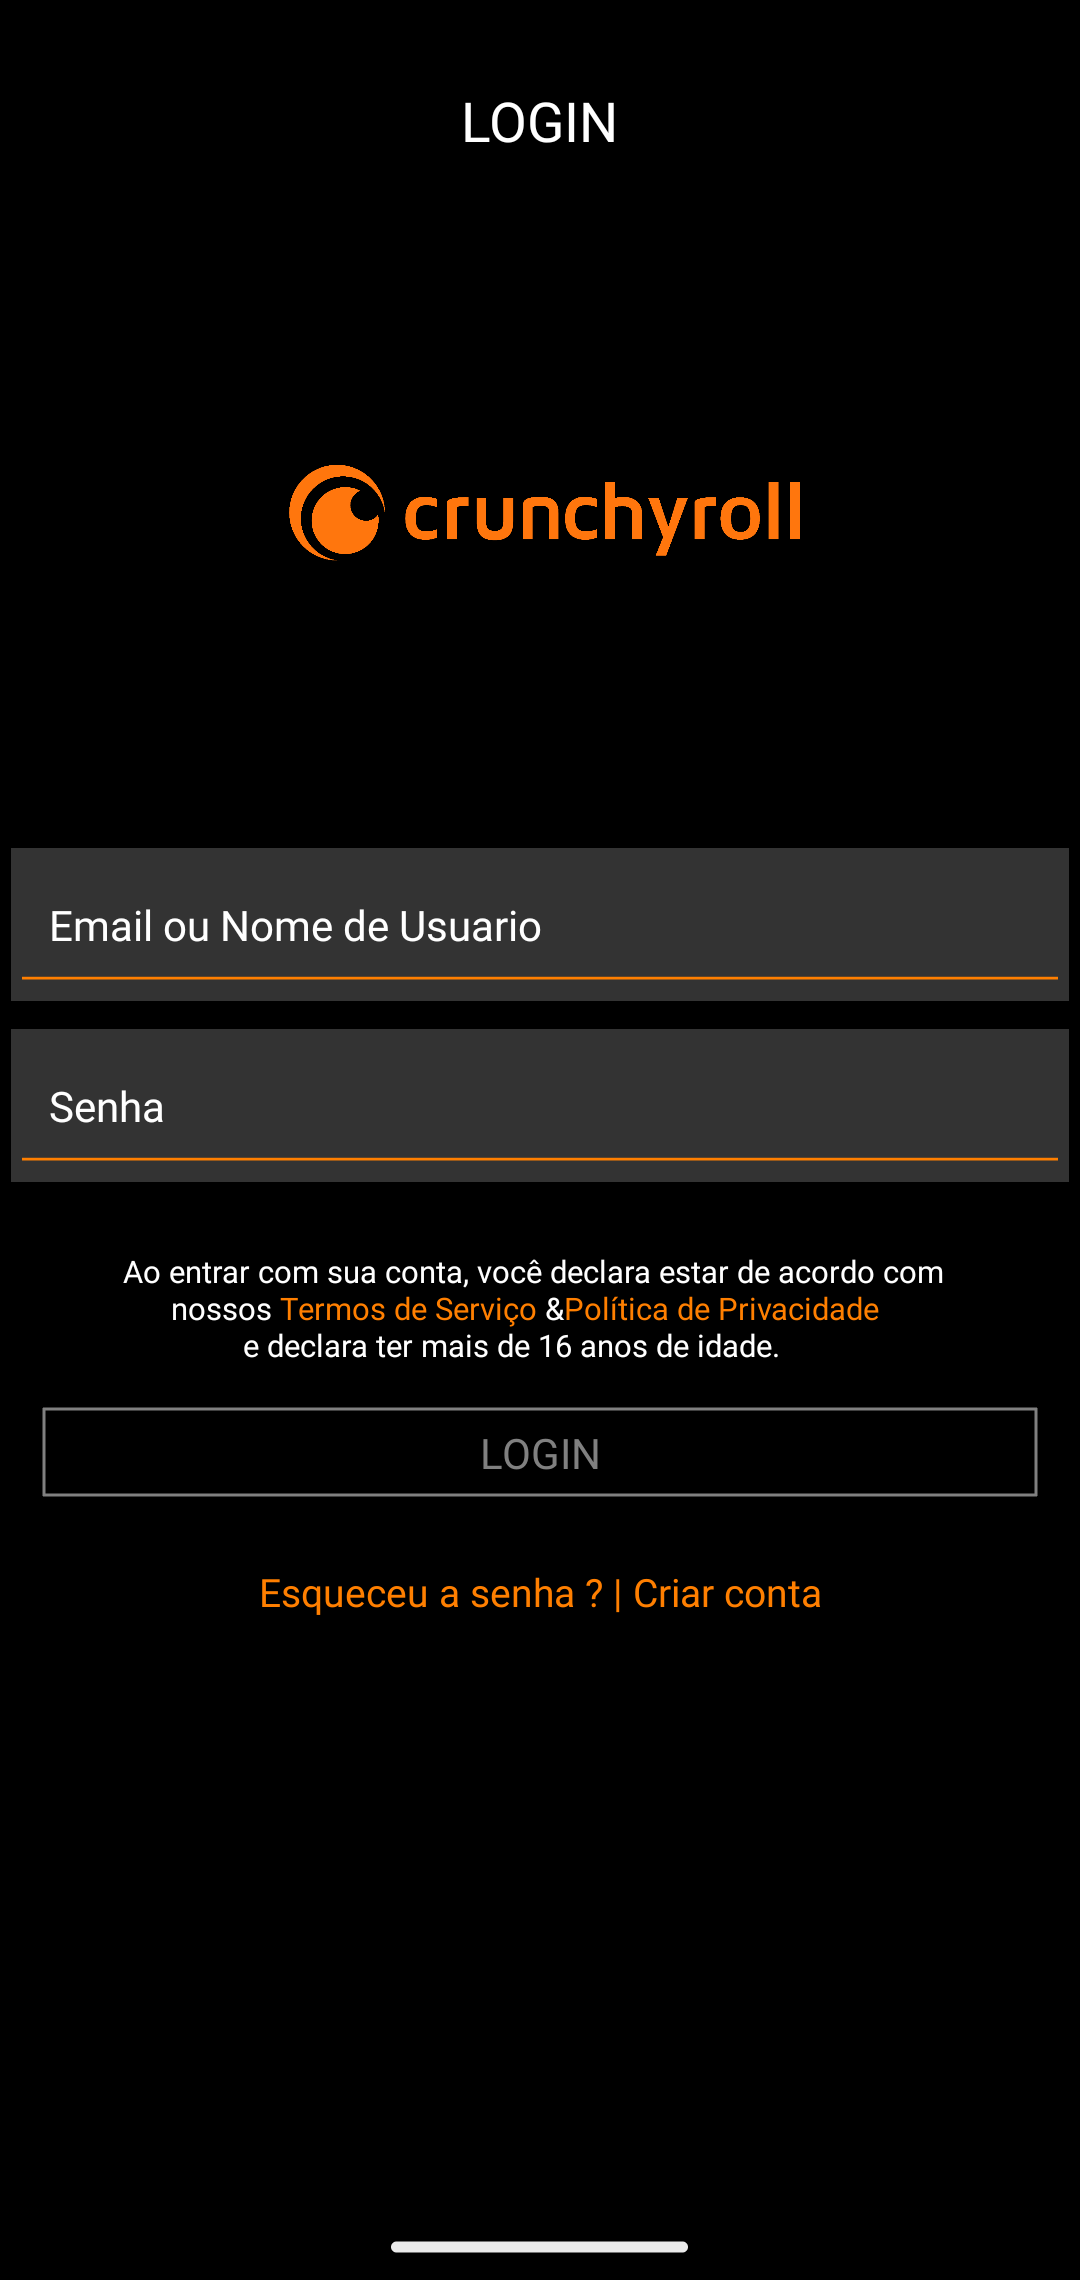 LOGIN
crunchyroll
Email ou Nome de Usuario
Senha
Ao entrar com sua conta, você declara estar de acordo com
nossos Termos de Serviço &Política de Privacidade
e declara ter mais de 16 anos de idade.
LOGIN
Esqueceu a senha ? | Criar conta